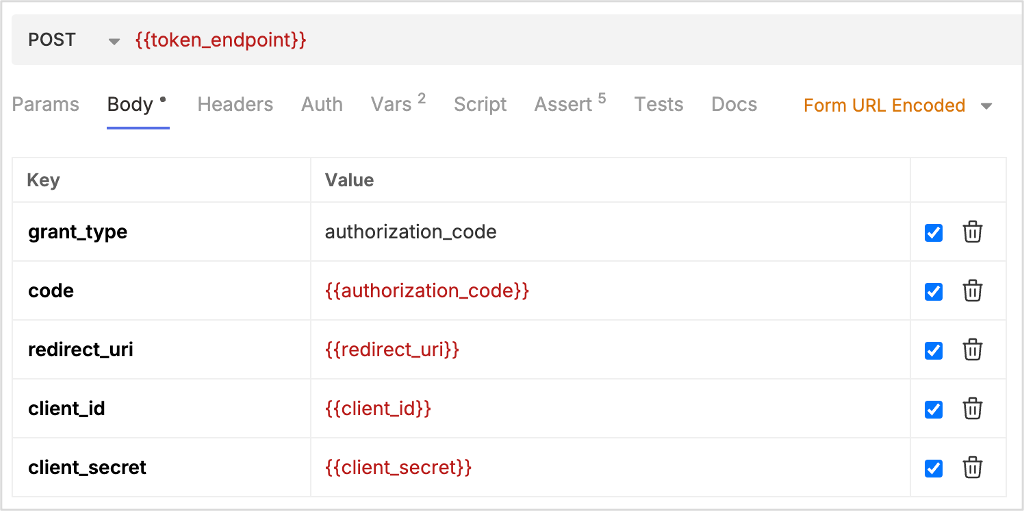 POST {{token_endpoint}}
Params Body Headers Auth Vars 2 Script Assert 5 Tests Docs Form URL Encoded
Key Value
grant_type authorization_code
code {{authorization_code}}
redirect_uri {{redirect_uri}}
client_id {{client_id}}
client_secret {{client_secret}}